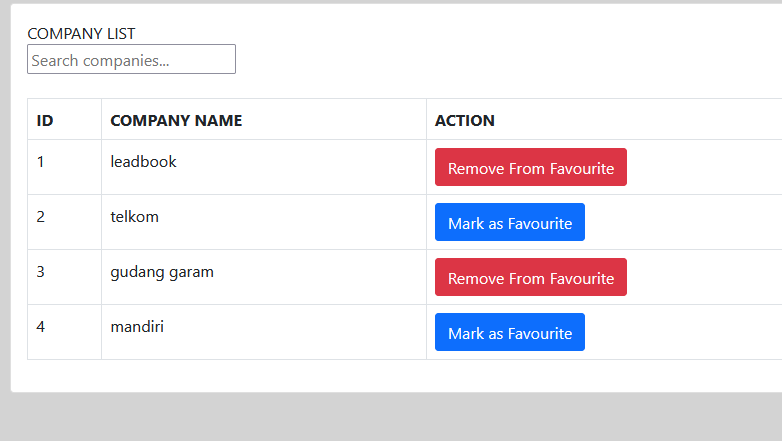 COMPANY LIST
Search companies...
ID COMPANY NAME ACTION
1 leadbook Remove From Favourite
2 telkom Mark as Favourite
3 gudang garam Remove From Favourite
4 mandiri Mark as Favourite